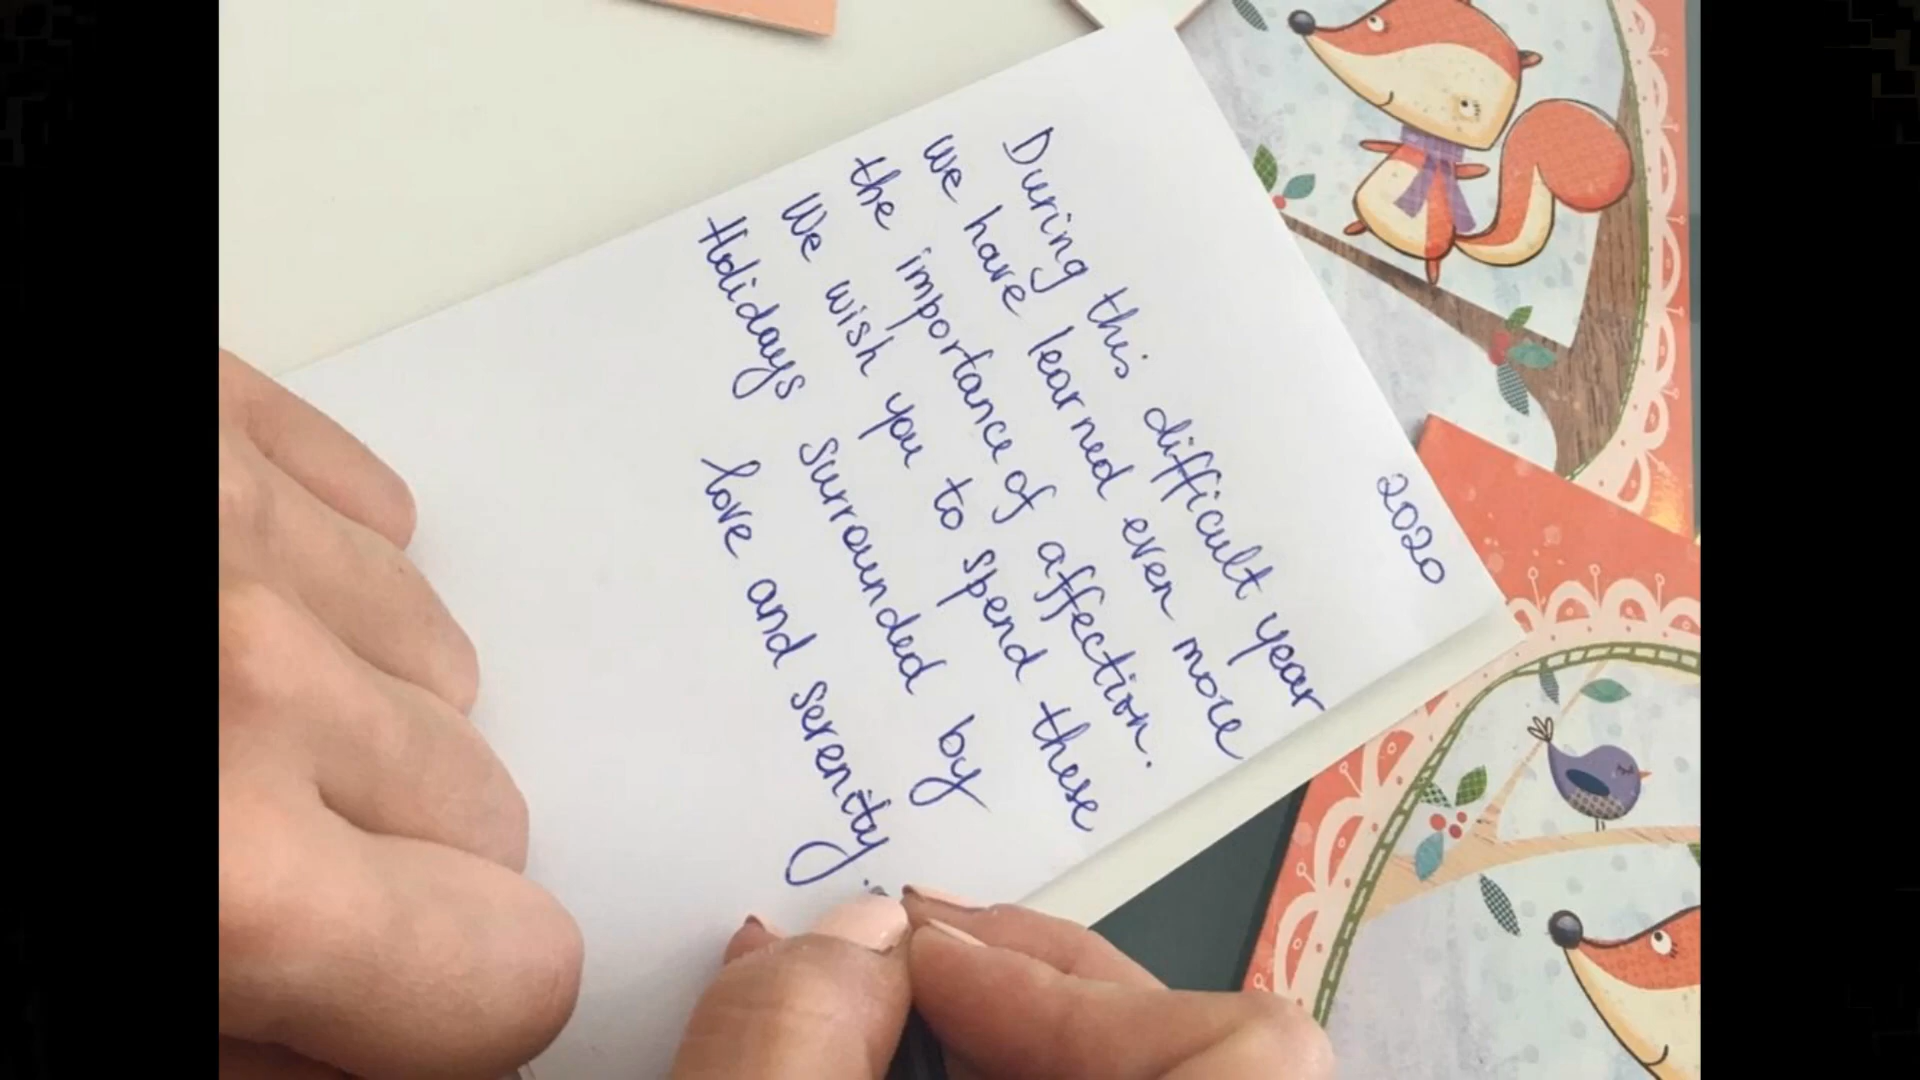 2020
During this difficult year
we have learned even more
the importance of affection.
We wish you to spend these
Holidays surrounded by
love and serenity.